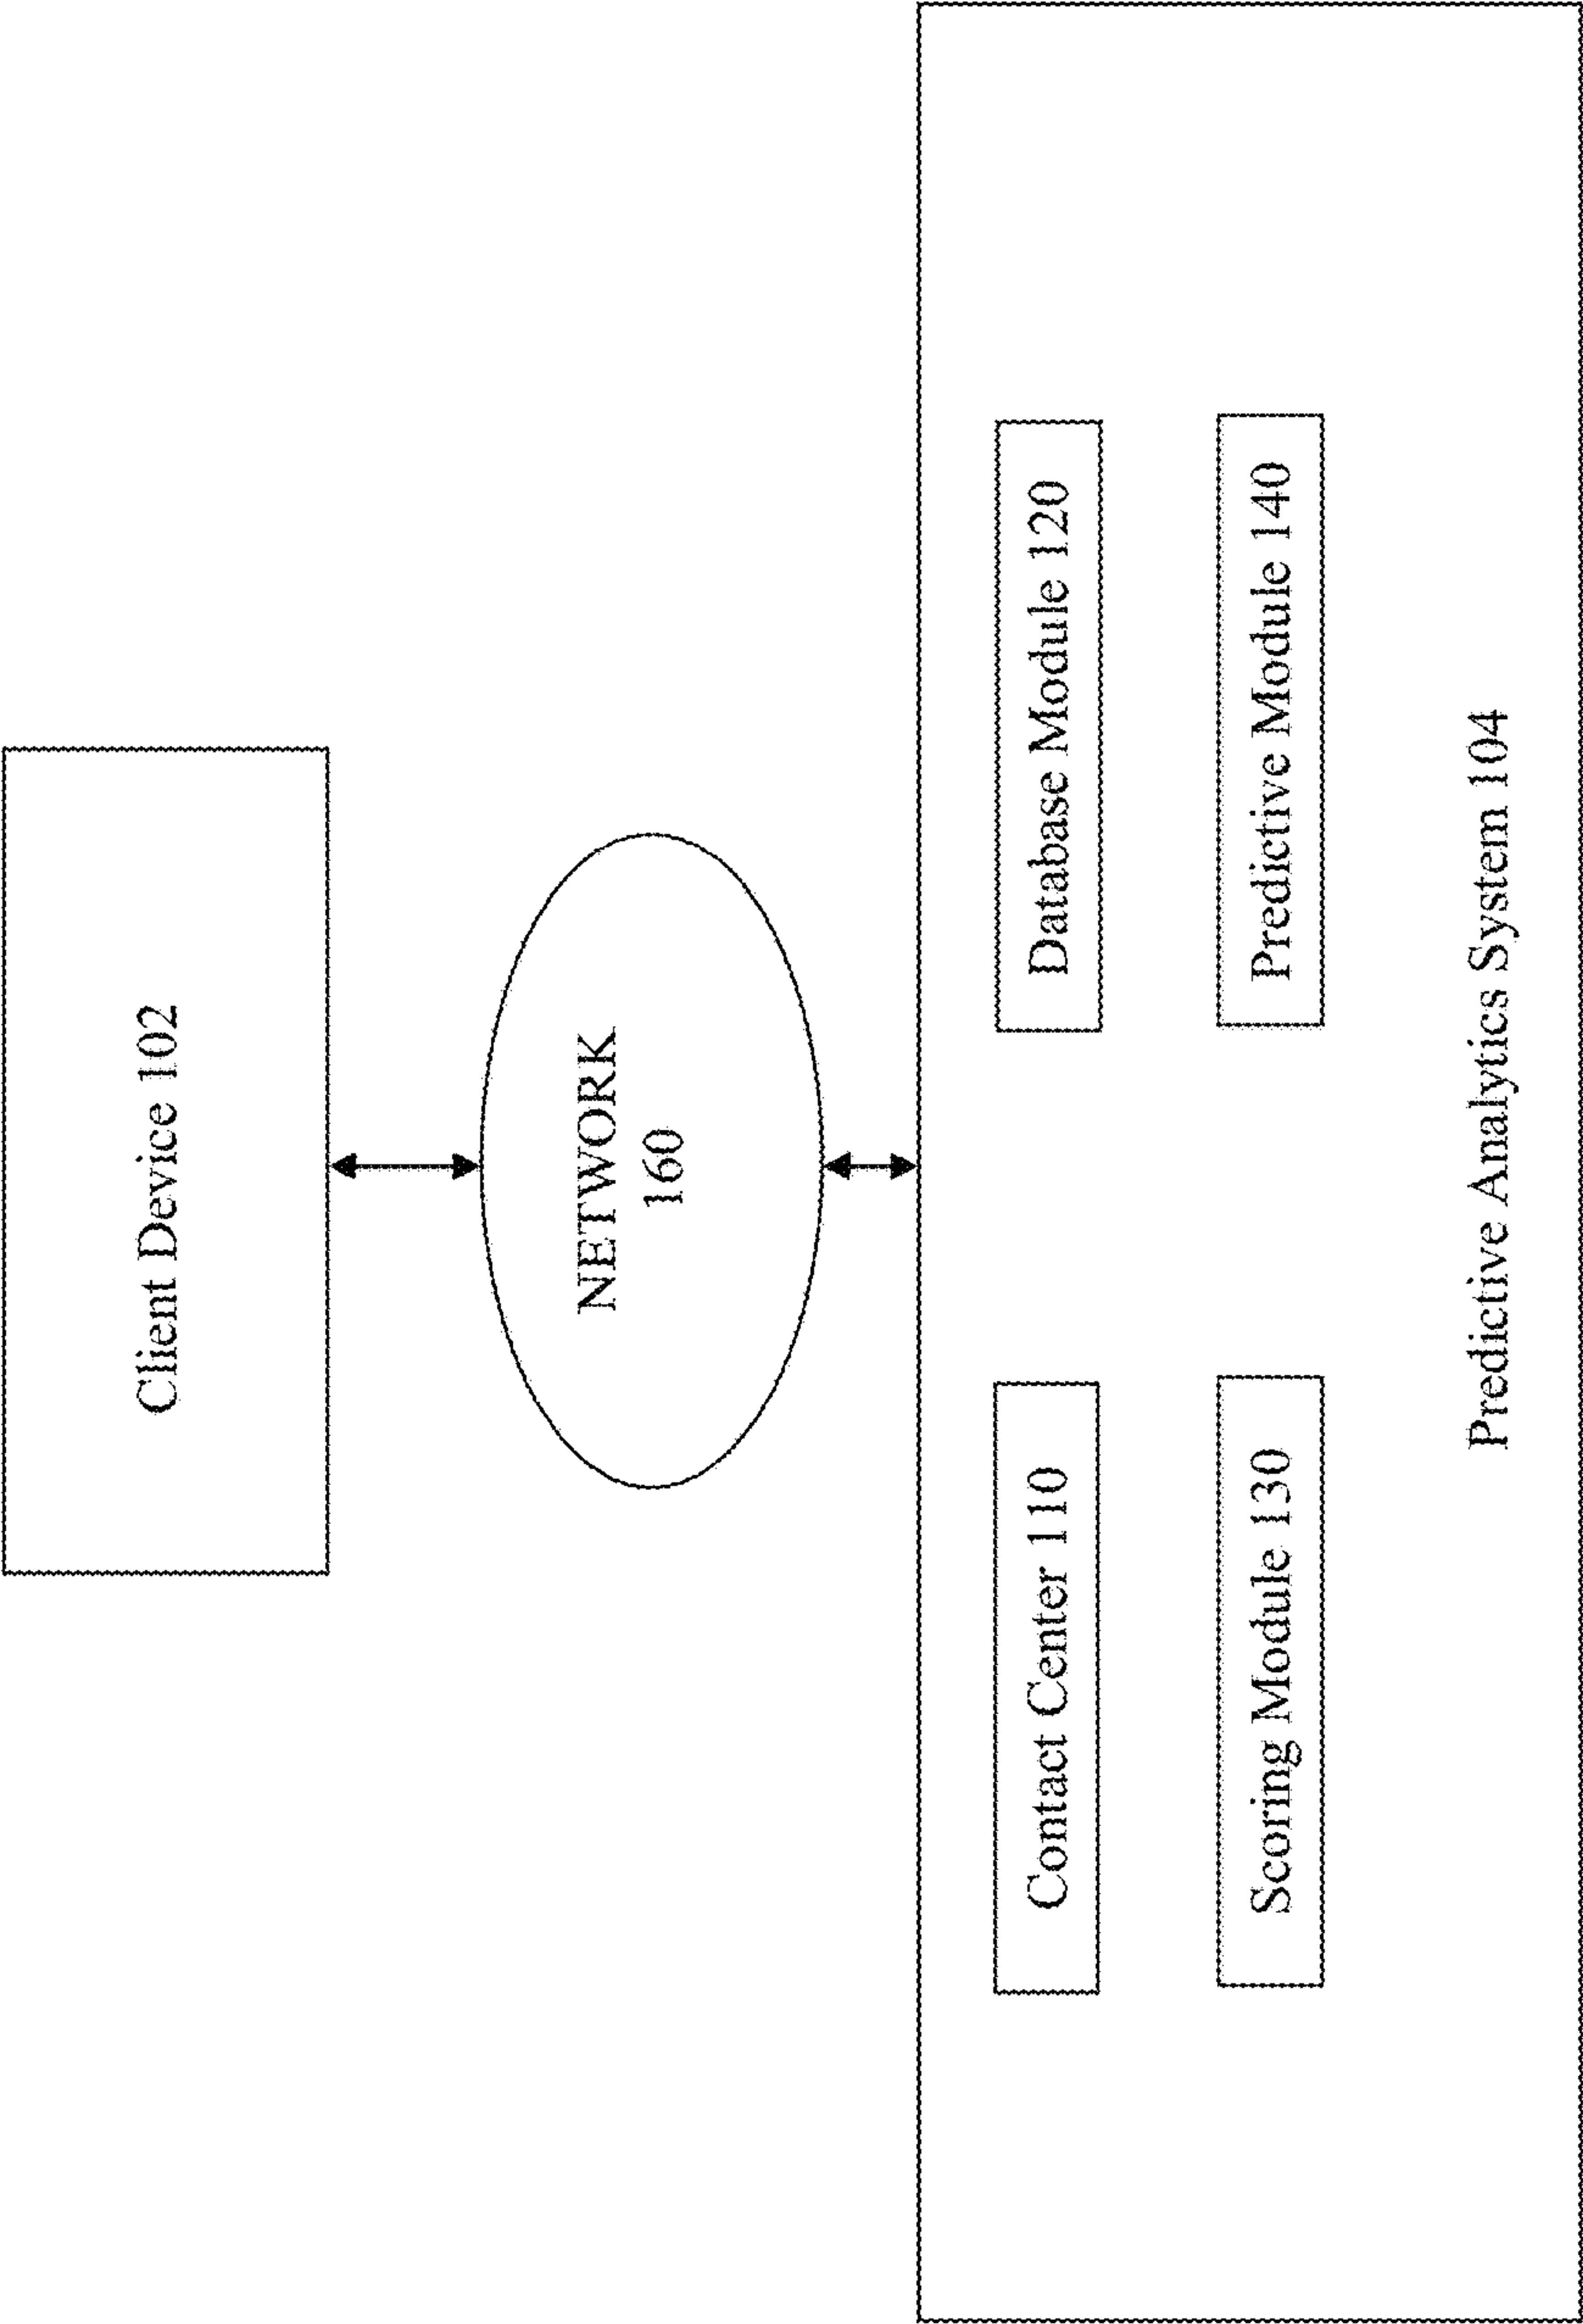 Client Device 102
NETWORK
160
Contact Center 110
Database Module 120
Scoring Module 130
Predictive Module 140
Predictive Analytics System 104